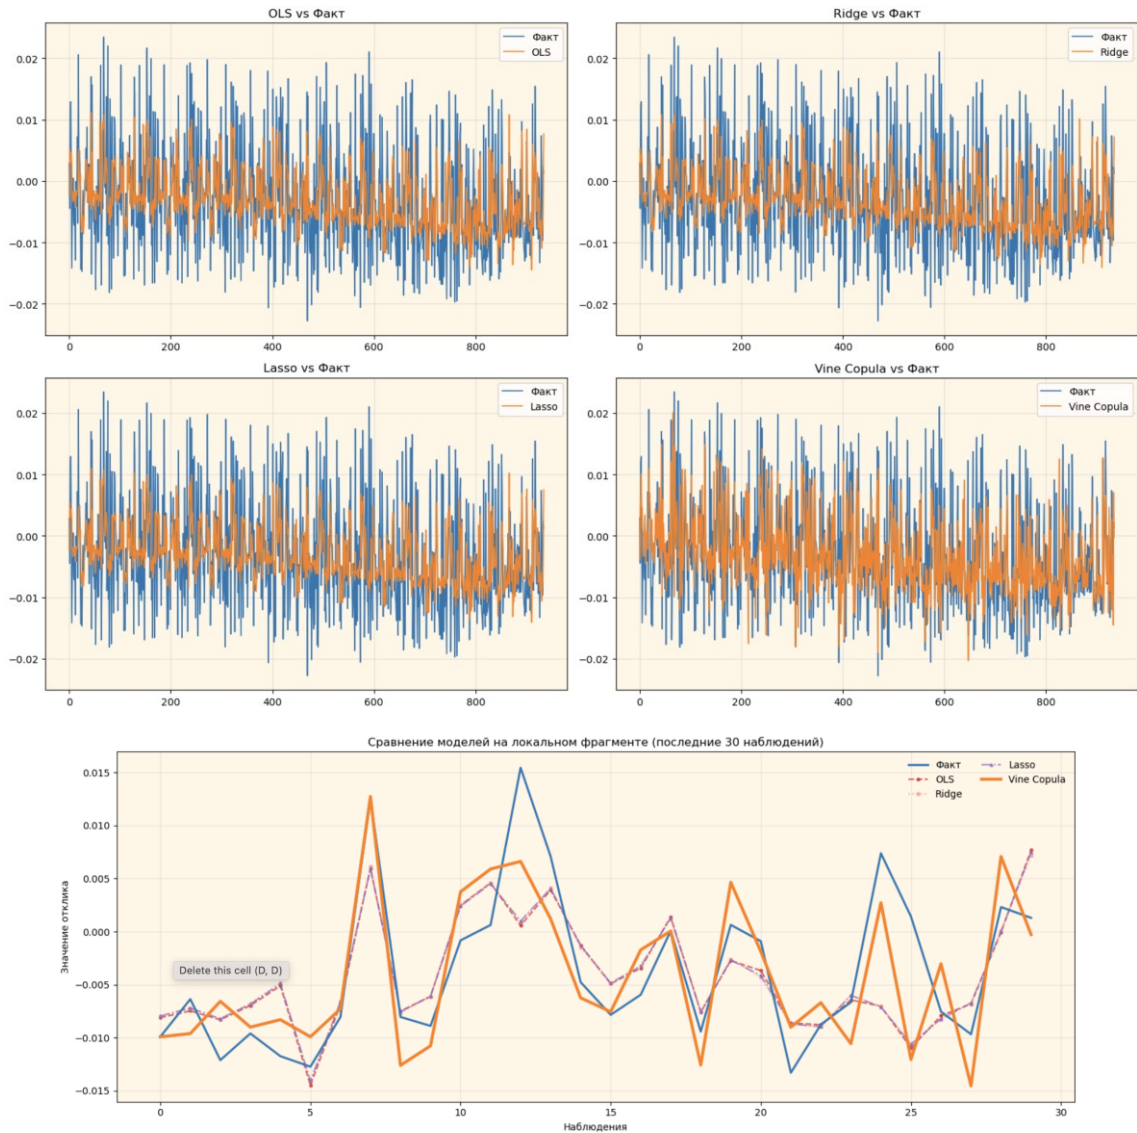 OLS vs Факт
Факт
OLS
0.02
0.01
0.00
−0.01
−0.02
0
200
400
600
800
Ridge vs Факт
Факт
Ridge
0.02
0.01
0.00
−0.01
−0.02
0
200
400
600
800
Lasso vs Факт
Факт
Lasso
0.02
0.01
0.00
−0.01
−0.02
0
200
400
600
800
Vine Copula vs Факт
Факт
Vine Copula
0.02
0.01
0.00
−0.01
−0.02
0
200
400
600
800
Сравнение моделей на локальном фрагменте (последние 30 наблюдений)
Факт
OLS
Ridge
Lasso
Vine Copula
Значение отклика
0.015
0.010
0.005
0.000
−0.005
−0.010
−0.015
Delete this cell (D, D)
0
5
10
15
20
25
30
Наблюдения